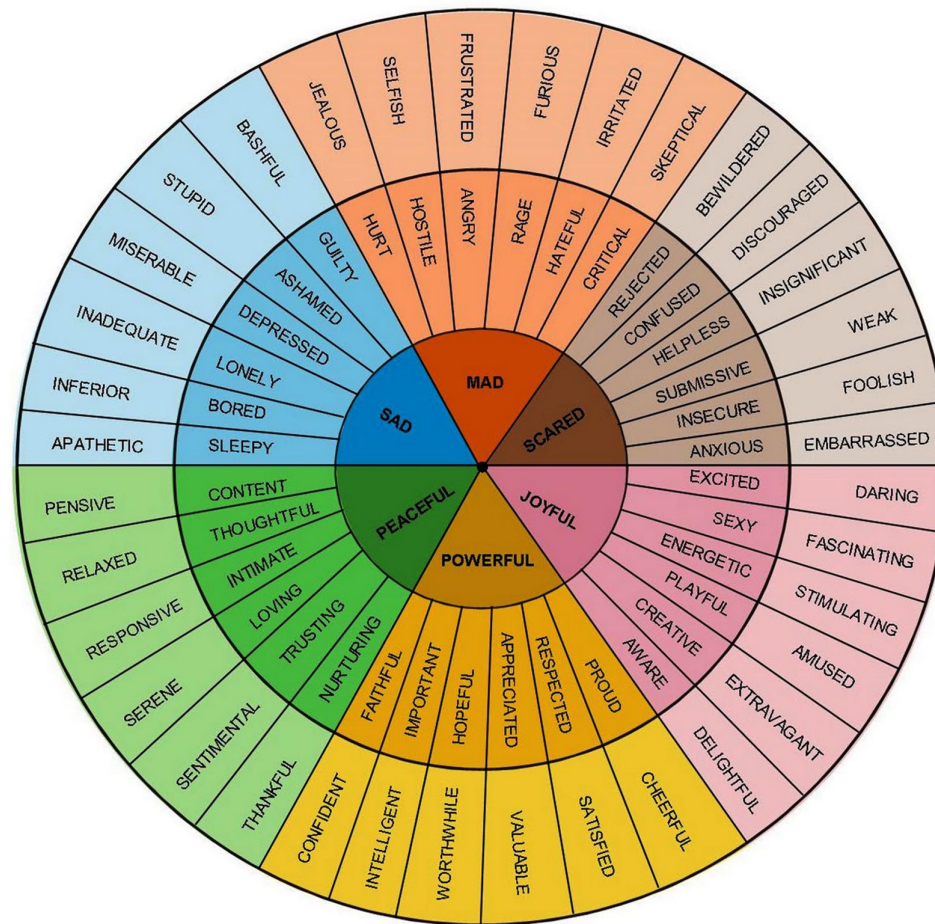 MAD
SCARED
JOYFUL
POWERFUL
PEACEFUL
SAD
HURT
HOSTILE
ANGRY
RAGE
HATEFUL
CRITICAL
REJECTED
CONFUSED
HELPLESS
SUBMISSIVE
INSECURE
ANXIOUS
EXCITED
SEXY
ENERGETIC
PLAYFUL
CREATIVE
AWARE
PROUD
RESPECTED
APPRECIATED
HOPEFUL
IMPORTANT
FAITHFUL
NURTURING
TRUSTING
LOVING
INTIMATE
THOUGHTFUL
CONTENT
SLEEPY
BORED
LONELY
DEPRESSED
ASHAMED
GUILTY
JEALOUS
SELFISH
FRUSTRATED
FURIOUS
IRRITATED
SKEPTICAL
BEWILDERED
DISCOURAGED
INSIGNIFICANT
WEAK
FOOLISH
EMBARRASSED
DARING
FASCINATING
STIMULATING
AMUSED
EXTRAVAGANT
DELIGHTFUL
CHEERFUL
SATISFIED
VALUABLE
WORTHWHILE
INTELLIGENT
CONFIDENT
THANKFUL
SENTIMENTAL
SERENE
RESPONSIVE
RELAXED
PENSIVE
APATHETIC
INFERIOR
INADEQUATE
MISERABLE
STUPID
BASHFUL